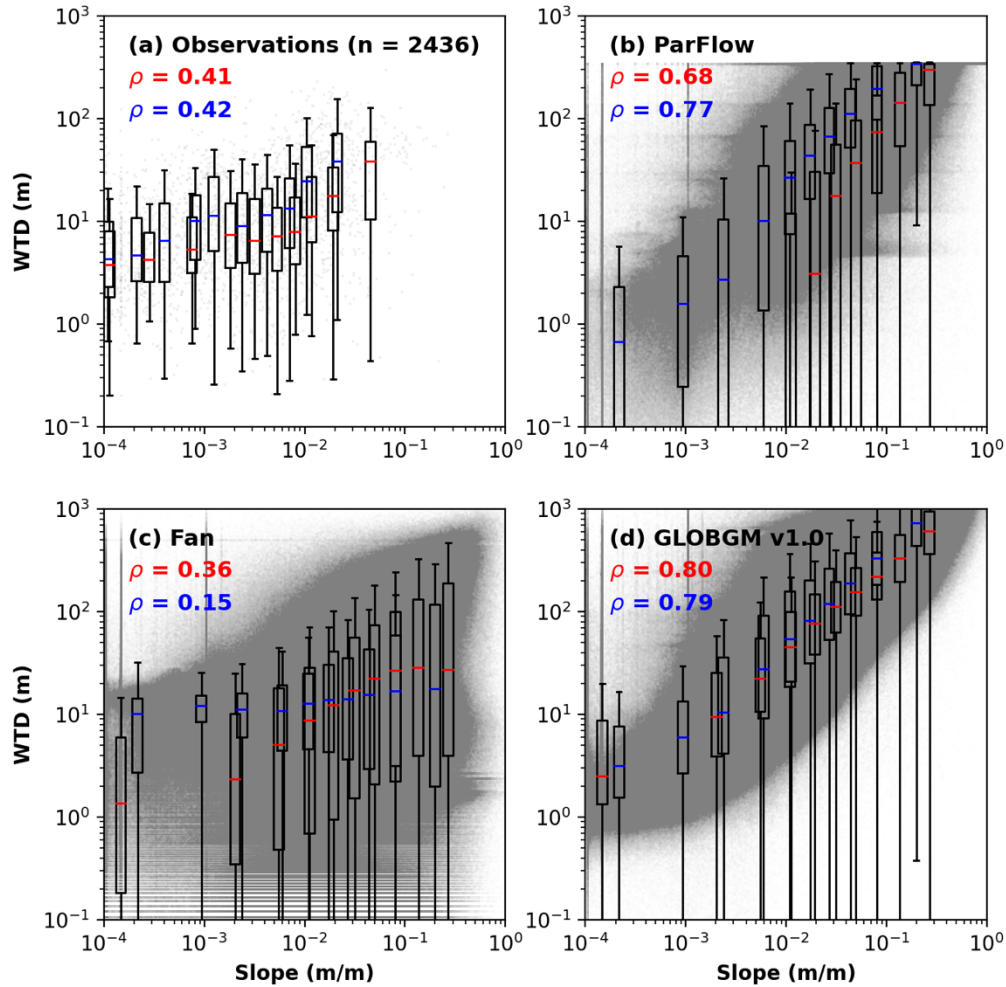 10³
10²
10¹
10⁰
10⁻¹
WTD (m)
(a) Observations (n = 2436)
ρ = 0.41
ρ = 0.42
10⁻⁴ 10⁻³ 10⁻² 10⁻¹ 10⁰
10³
10²
10¹
10⁰
10⁻¹
(b) ParFlow
ρ = 0.68
ρ = 0.77
10⁻⁴ 10⁻³ 10⁻² 10⁻¹ 10⁰
10³
10²
10¹
10⁰
10⁻¹
WTD (m)
(c) Fan
ρ = 0.36
ρ = 0.15
10⁻⁴ 10⁻³ 10⁻² 10⁻¹ 10⁰
Slope (m/m)
10³
10²
10¹
10⁰
10⁻¹
(d) GLOBGM v1.0
ρ = 0.80
ρ = 0.79
10⁻⁴ 10⁻³ 10⁻² 10⁻¹ 10⁰
Slope (m/m)